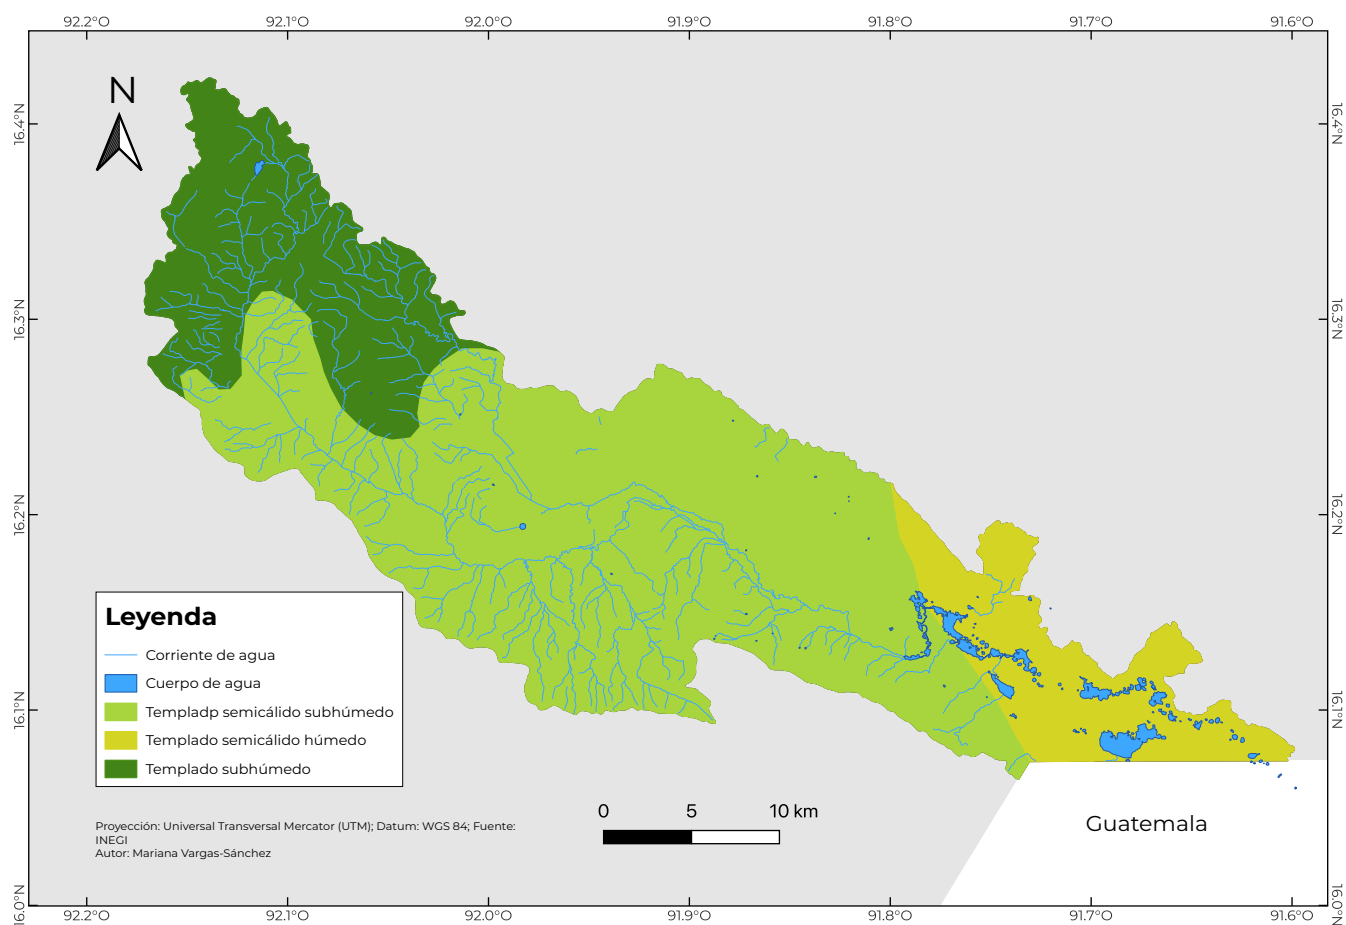 92.2°O 92.1°O 92.0°O 91.9°O 91.8°O 91.7°O 91.6°O
N
16.4°N 16.4°N
16.3°N 16.3°N
16.2°N 16.2°N
16.1°N 16.1°N
16.0°N 16.0°N
Leyenda
Corriente de agua
Cuerpo de agua
Templadp semicálido subhúmedo
Templado semicálido húmedo
Templado subhúmedo
0 5 10 km
Guatemala
Proyección: Universal Transversal Mercator (UTM); Datum: WGS 84; Fuente:
INEGI
Autor: Mariana Vargas-Sánchez
92.2°O 92.1°O 92.0°O 91.9°O 91.8°O 91.7°O 91.6°O